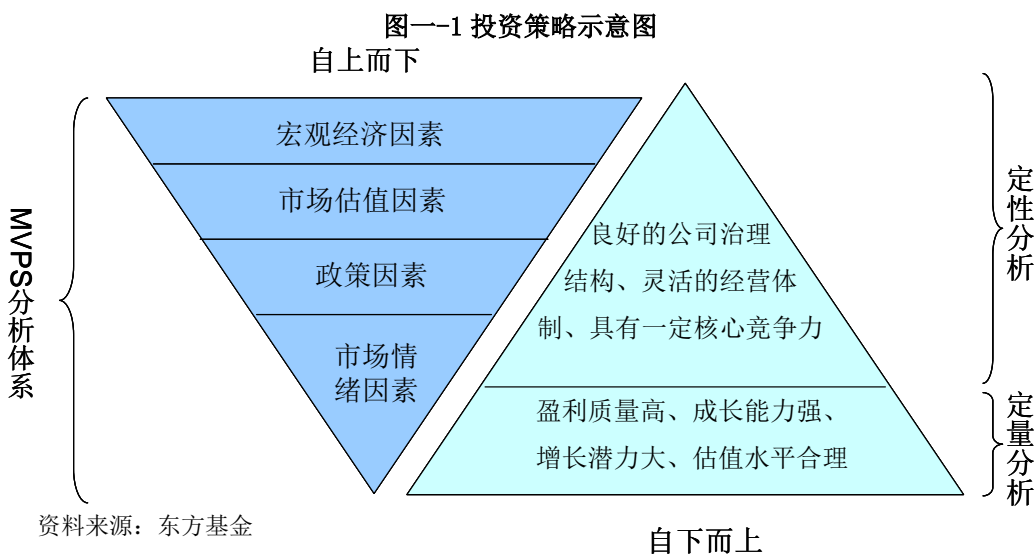 图一-1 投资策略示意图
自上而下
MVPS分析体系
宏观经济因素
市场估值因素
政策因素
市场情
绪因素
良好的公司治理
结构、灵活的经营体
制、具有一定核心竞争力
盈利质量高、成长能力强、
增长潜力大、估值水平合理
定性分析
定量分析
资料来源：东方基金
自下而上